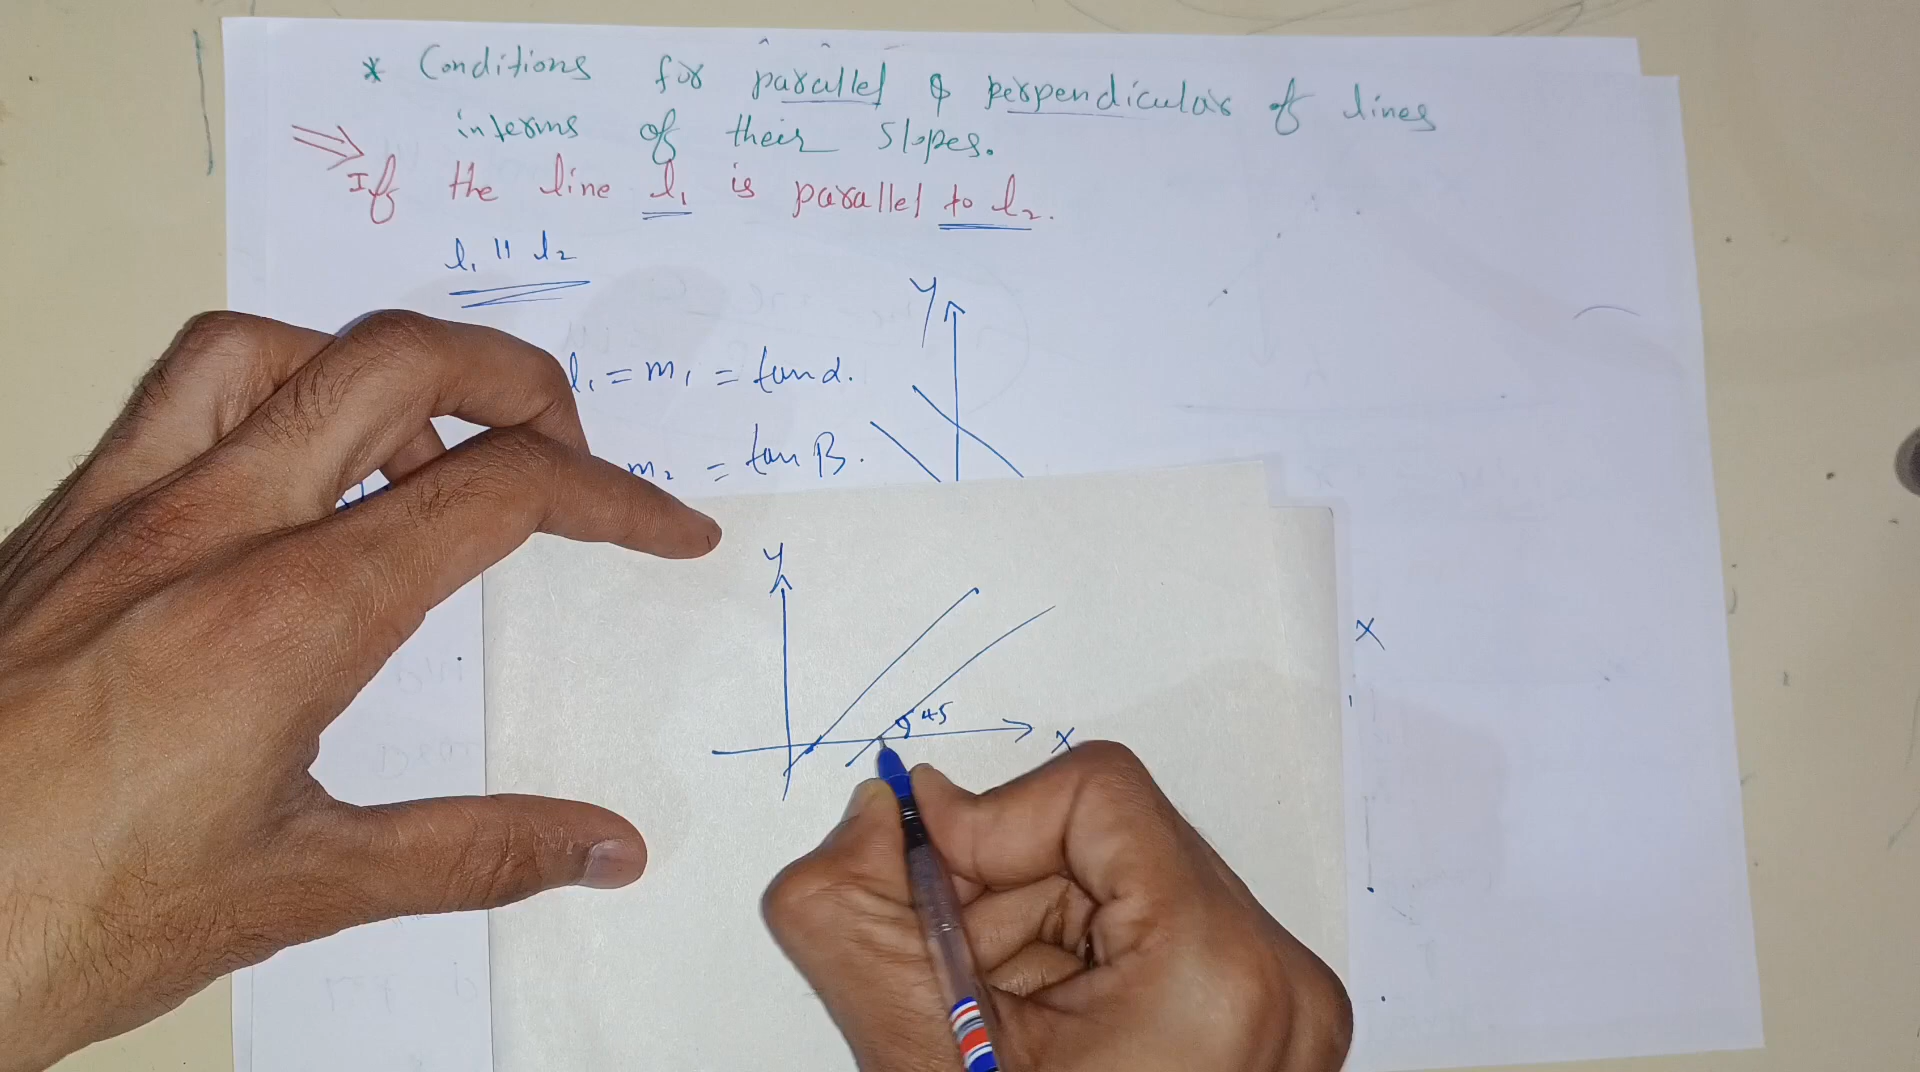 * Conditions for parallel & perpendicular of lines
interms of their slopes.
If the line l₁ is parallel to l₂.
l₁ || l₂
l₁ = m₁ = tan α.
m₂ = tan β.
y
y
45
x
x